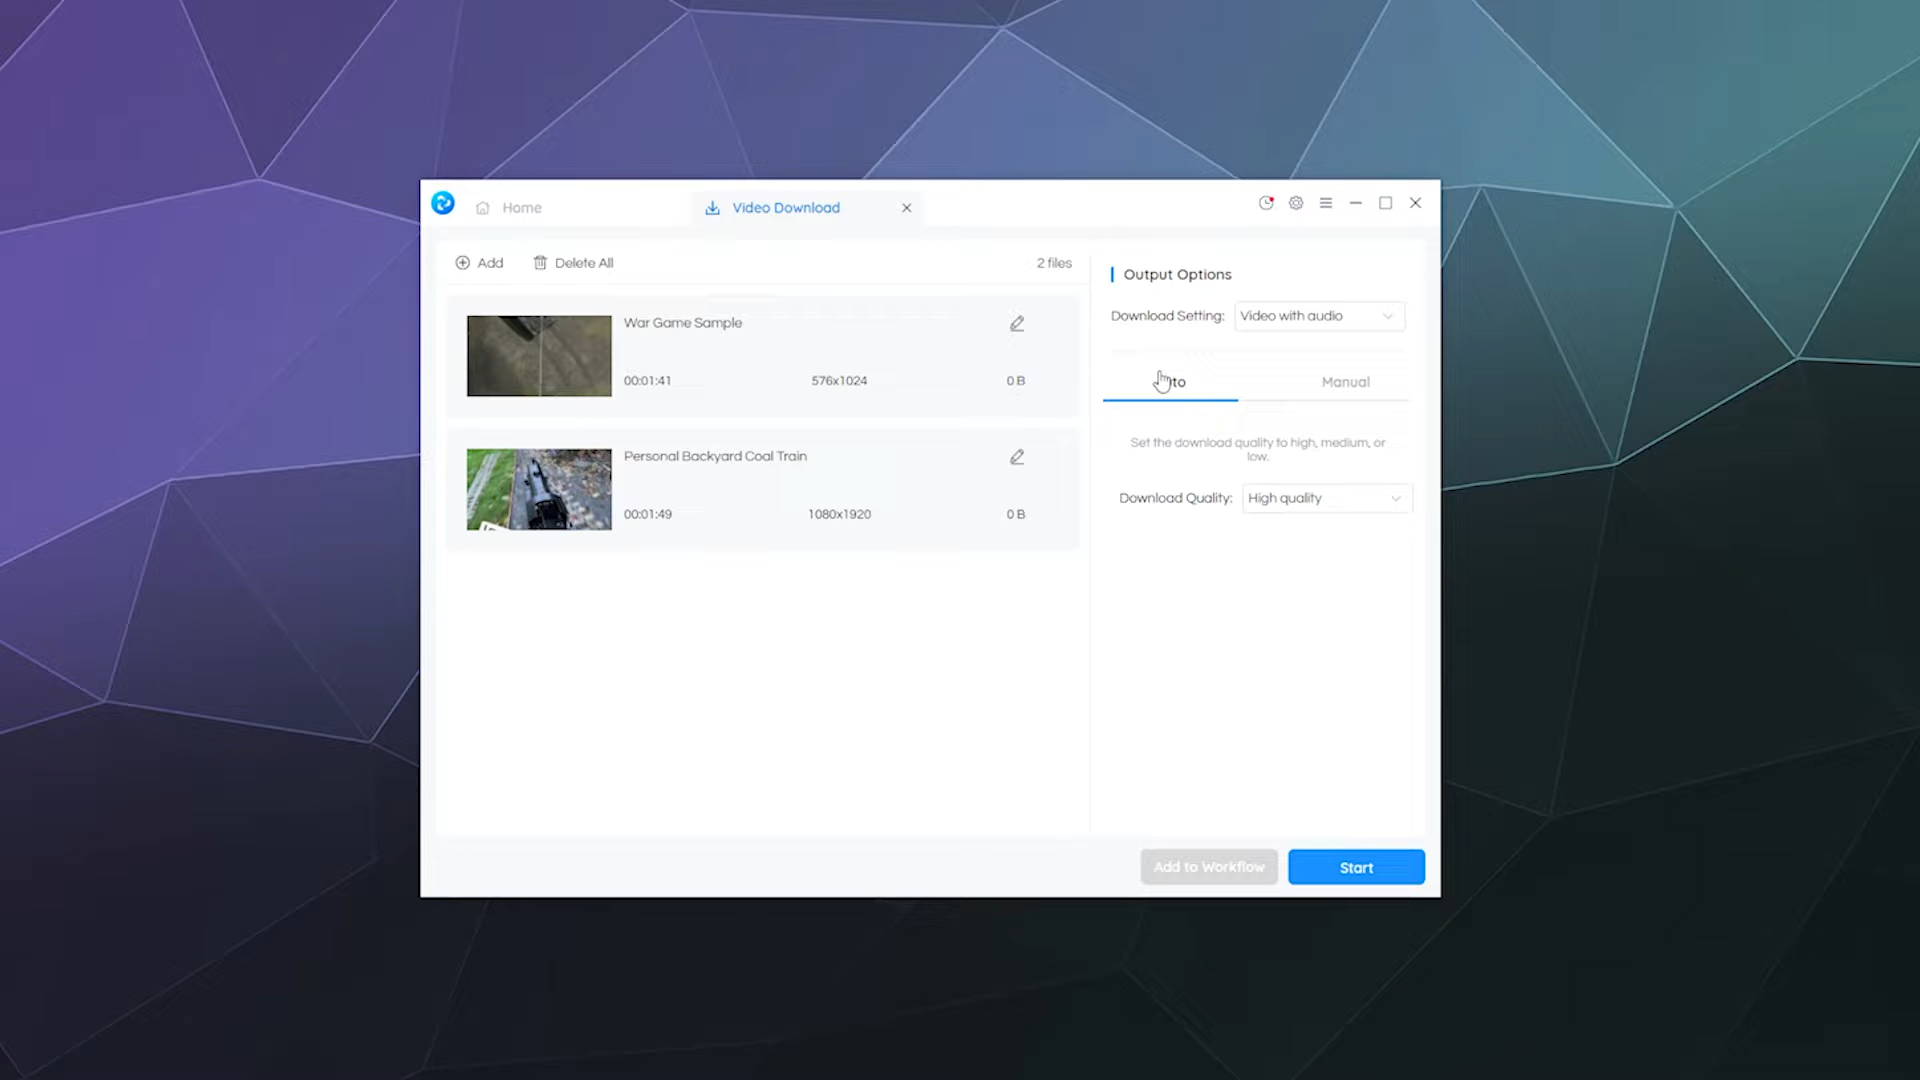 Home
Video Download
Add
Delete All
2 files
War Game Sample
00:01:41
576x1024
0 B
Personal Backyard Coal Train
00:01:49
1080x1920
0 B
Output Options
Download Setting:
Video with audio
Manual
Set the download quality to high, medium, or
low.
Download Quality:
High quality
Add to Workflow
Start